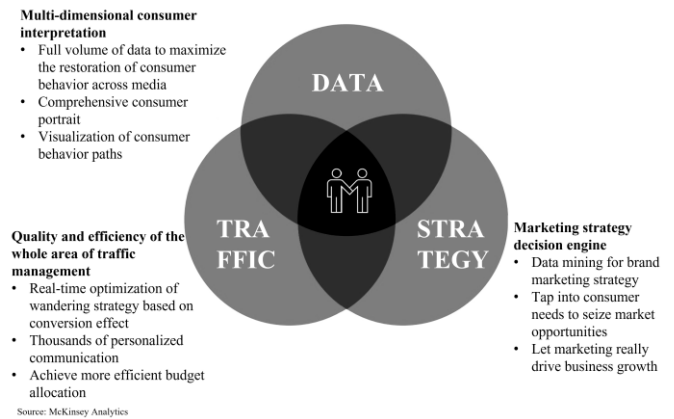 Multi-dimensional consumer
interpretation
• Full volume of data to maximize
the restoration of consumer
behavior across media
• Comprehensive consumer
portrait
• Visualization of consumer
behavior paths
DATA
TRA
FFIC
STRA
TEGY
Quality and efficiency of the
whole area of traffic
management
• Real-time optimization of
wandering strategy based on
conversion effect
• Thousands of personalized
communication
• Achieve more efficient budget
allocation
Marketing strategy
decision engine
• Data mining for brand
marketing strategy
• Tap into consumer
needs to seize market
opportunities
• Let marketing really
drive business growth
Source: McKinsey Analytics